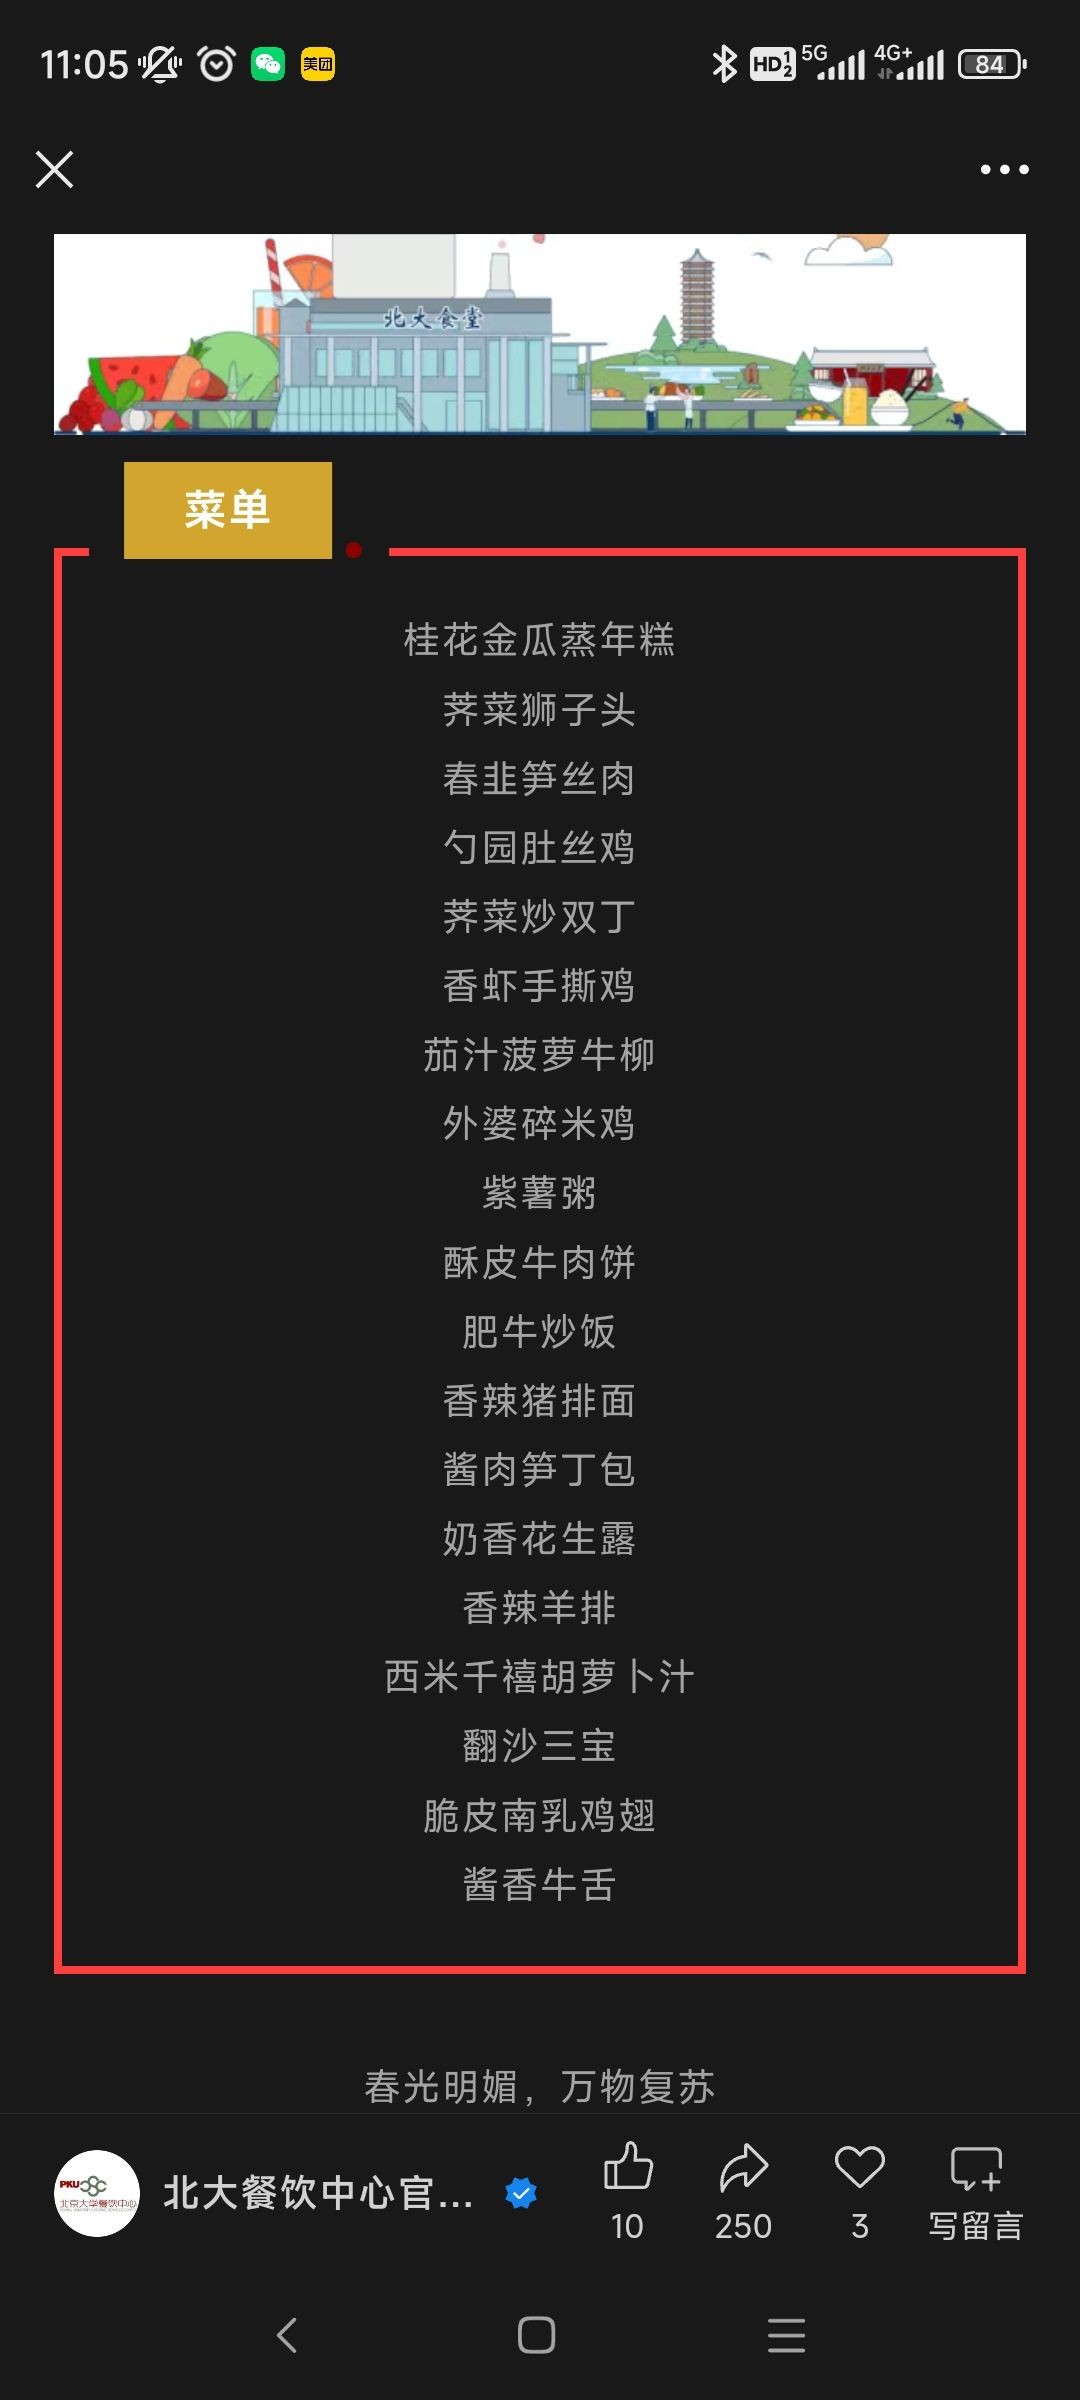 11:05
美团
HD 1 2
5G
4G+
84
北大食堂
菜单
桂花金瓜蒸年糕
荠菜狮子头
春韭笋丝肉
勺园肚丝鸡
荠菜炒双丁
香虾手撕鸡
茄汁菠萝牛柳
外婆碎米鸡
紫薯粥
酥皮牛肉饼
肥牛炒饭
香辣猪排面
酱肉笋丁包
奶香花生露
香辣羊排
西米千禧胡萝卜汁
翻沙三宝
脆皮南乳鸡翅
酱香牛舌
春光明媚，万物复苏
PKU
北京大学餐饮中心
北大餐饮中心官...
10
250
3
写留言